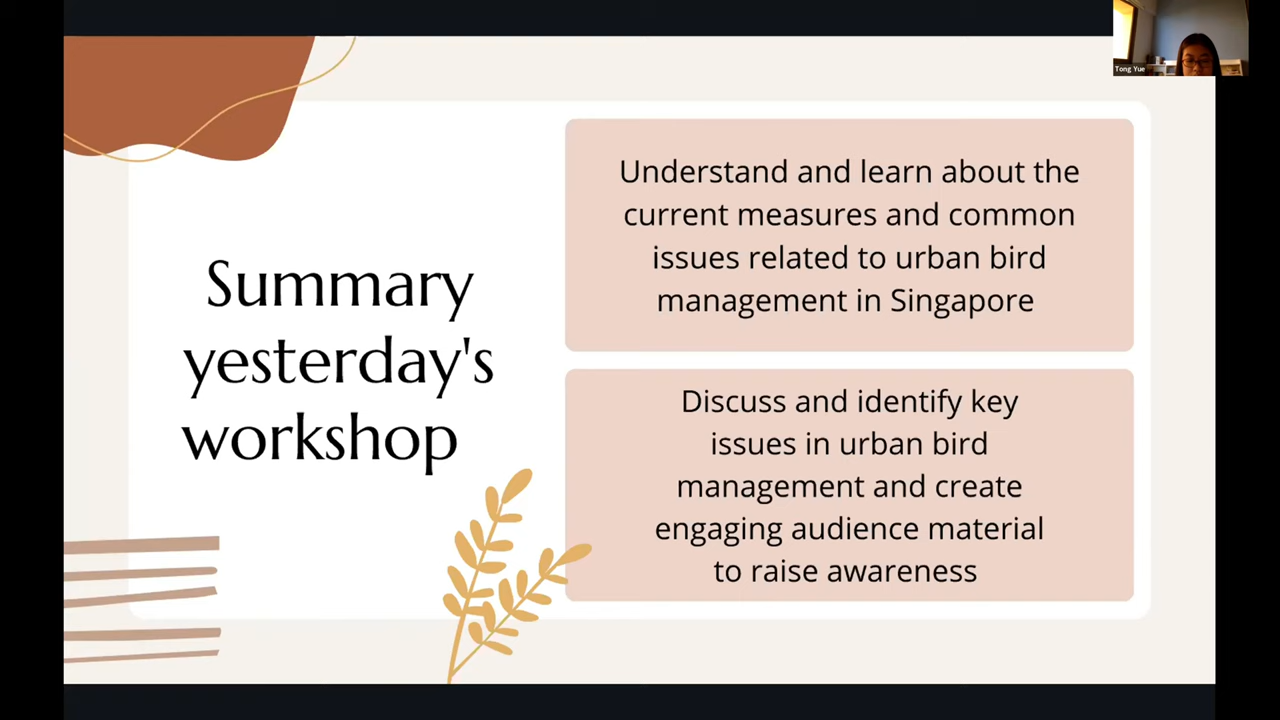 Summary
yesterday's
workshop
Understand and learn about the
current measures and common
issues related to urban bird
management in Singapore
Discuss and identify key
issues in urban bird
management and create
engaging audience material
to raise awareness
Tong Yue